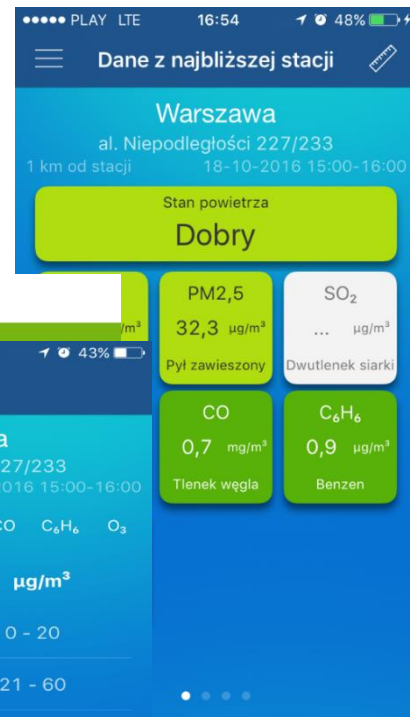 PLAY LTE 16:54 48%
Dane z najbliższej stacji
Warszawa
al. Niepodległości 227/233
1 km od stacji 18-10-2016 15:00-16:00
Stan powietrza
Dobry
PM2,5
32,3 µg/m³
Pył zawieszony
SO₂
... µg/m³
Dwutlenek siarki
CO
0,7 mg/m³
Tlenek węgla
C₆H₆
0,9 µg/m³
Benzen
43%
27/233
016 15:00-16:00
CO C₆H₆ O₃
µg/m³
0 - 20
21 - 60